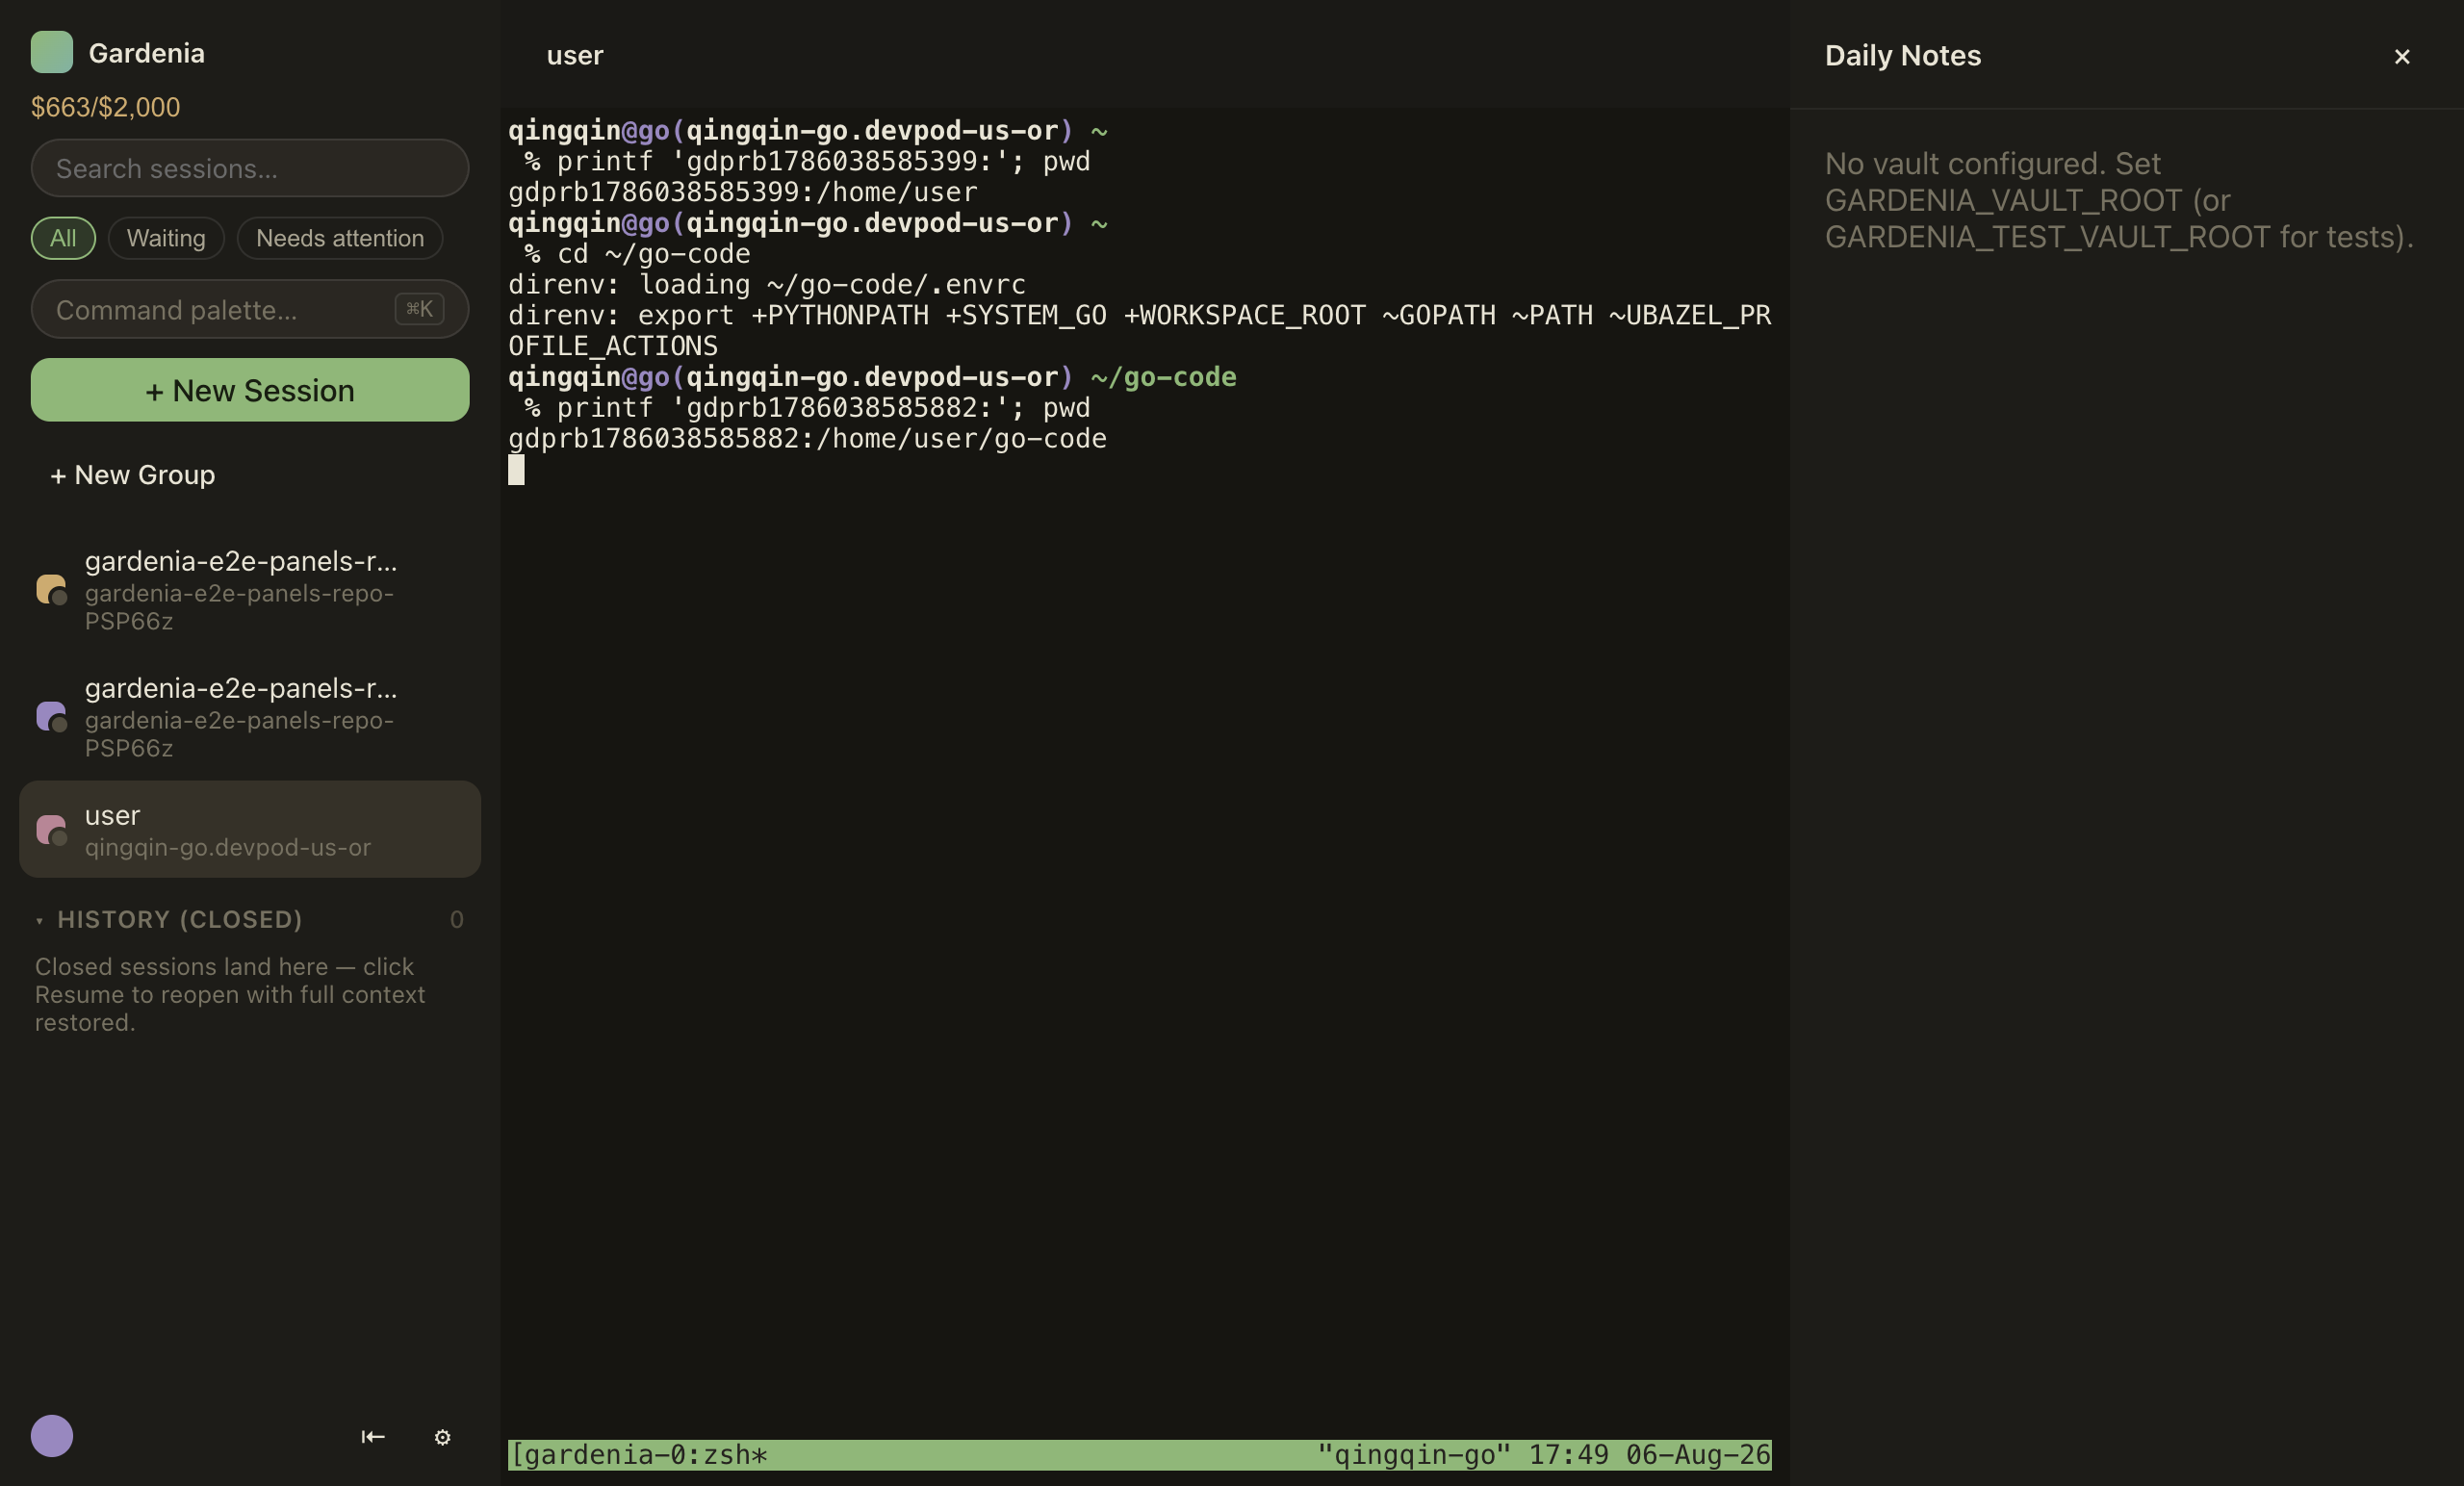 Gardenia
$663/$2,000
Search sessions...
All
Waiting
Needs attention
Command palette...
⌘K
+ New Session
+ New Group
gardenia-e2e-panels-r...
gardenia-e2e-panels-repo-
PSP66z
gardenia-e2e-panels-r...
gardenia-e2e-panels-repo-
PSP66z
user
qingqin-go.devpod-us-or
HISTORY (CLOSED)
0
Closed sessions land here — click
Resume to reopen with full context
restored.
user
qingqin@go(qingqin-go.devpod-us-or) ~
% printf 'gdprb1786038585399:'; pwd
gdprb1786038585399:/home/user
qingqin@go(qingqin-go.devpod-us-or) ~
% cd ~/go-code
direnv: loading ~/go-code/.envrc
direnv: export +PYTHONPATH +SYSTEM_GO +WORKSPACE_ROOT ~GOPATH ~PATH ~UBAZEL_PR
OFILE_ACTIONS
qingqin@go(qingqin-go.devpod-us-or) ~/go-code
% printf 'gdprb1786038585882:'; pwd
gdprb1786038585882:/home/user/go-code
[gardenia-0:zsh* "qingqin-go" 17:49 06-Aug-26
Daily Notes
×
No vault configured. Set
GARDENIA_VAULT_ROOT (or
GARDENIA_TEST_VAULT_ROOT for tests).